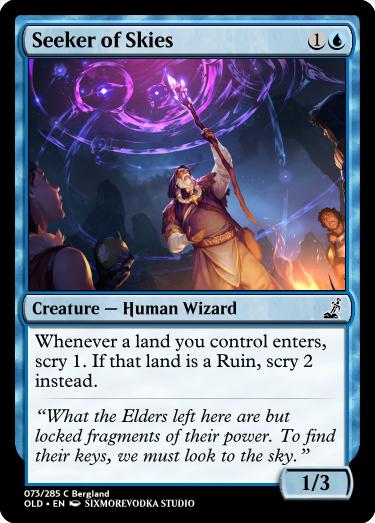 Seeker of Skies 1
Creature — Human Wizard
Whenever a land you control enters,
scry 1. If that land is a Ruin, scry 2
instead.
“What the Elders left here are but
locked fragments of their power. To find
their keys, we must look to the sky.”
1/3
073/285 C Bergland
OLD • EN SIXMOREVODKA STUDIO